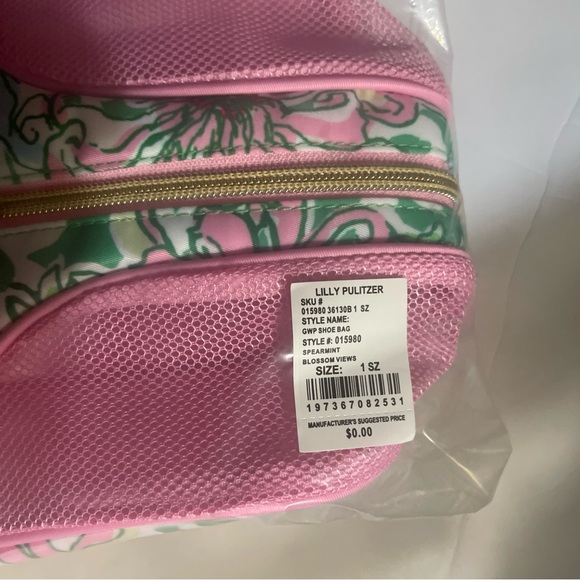 LILLY PULITZER
SKU #
015980 36130B 1 SZ
STYLE NAME:
GWP SHOE BAG
STYLE #: 015980
SPEARMINT
BLOSSOM VIEWS
SIZE: 1 SZ
197367082531
MANUFACTURER'S SUGGESTED PRICE
$0.00